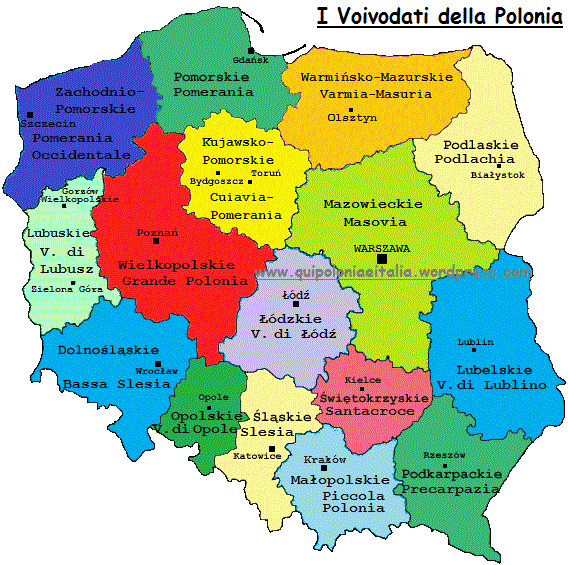 I Voivodati della Polonia
Gdańsk
Pomorskie
Pomerania
Zachodnio-
Pomorskie
Szczecin
Pomerania
Occidentale
Warmińsko-Mazurskie
Varmia-Masuria
Olsztyn
Podlaskie
Podlachia
Białystok
Kujawsko-
Pomorskie
Toruń
Bydgoszcz
Cuiavia-
Pomerania
Gorzów
Wielkopolskie
Lubuskie
V. di
Lubusz
Zielona Góra
Poznań
Wielkopolskie
Grande Polonia
Mazowieckie
Masovia
WARSZAWA
www.quipoloniaeitalia.wordpress.com
Łódź
Łódzkie
V. di Łódź
Dolnośląskie
Wrocław
Bassa Slesia
Lublin
Lubelskie
V. di Lublino
Opole
Opolskie
V. di Opole
Śląskie
Slesia
Katowice
Kielce
Świętokrzyskie
Santacroce
Kraków
Małopolskie
Piccola
Polonia
Rzeszów
Podkarpackie
Precarpazia